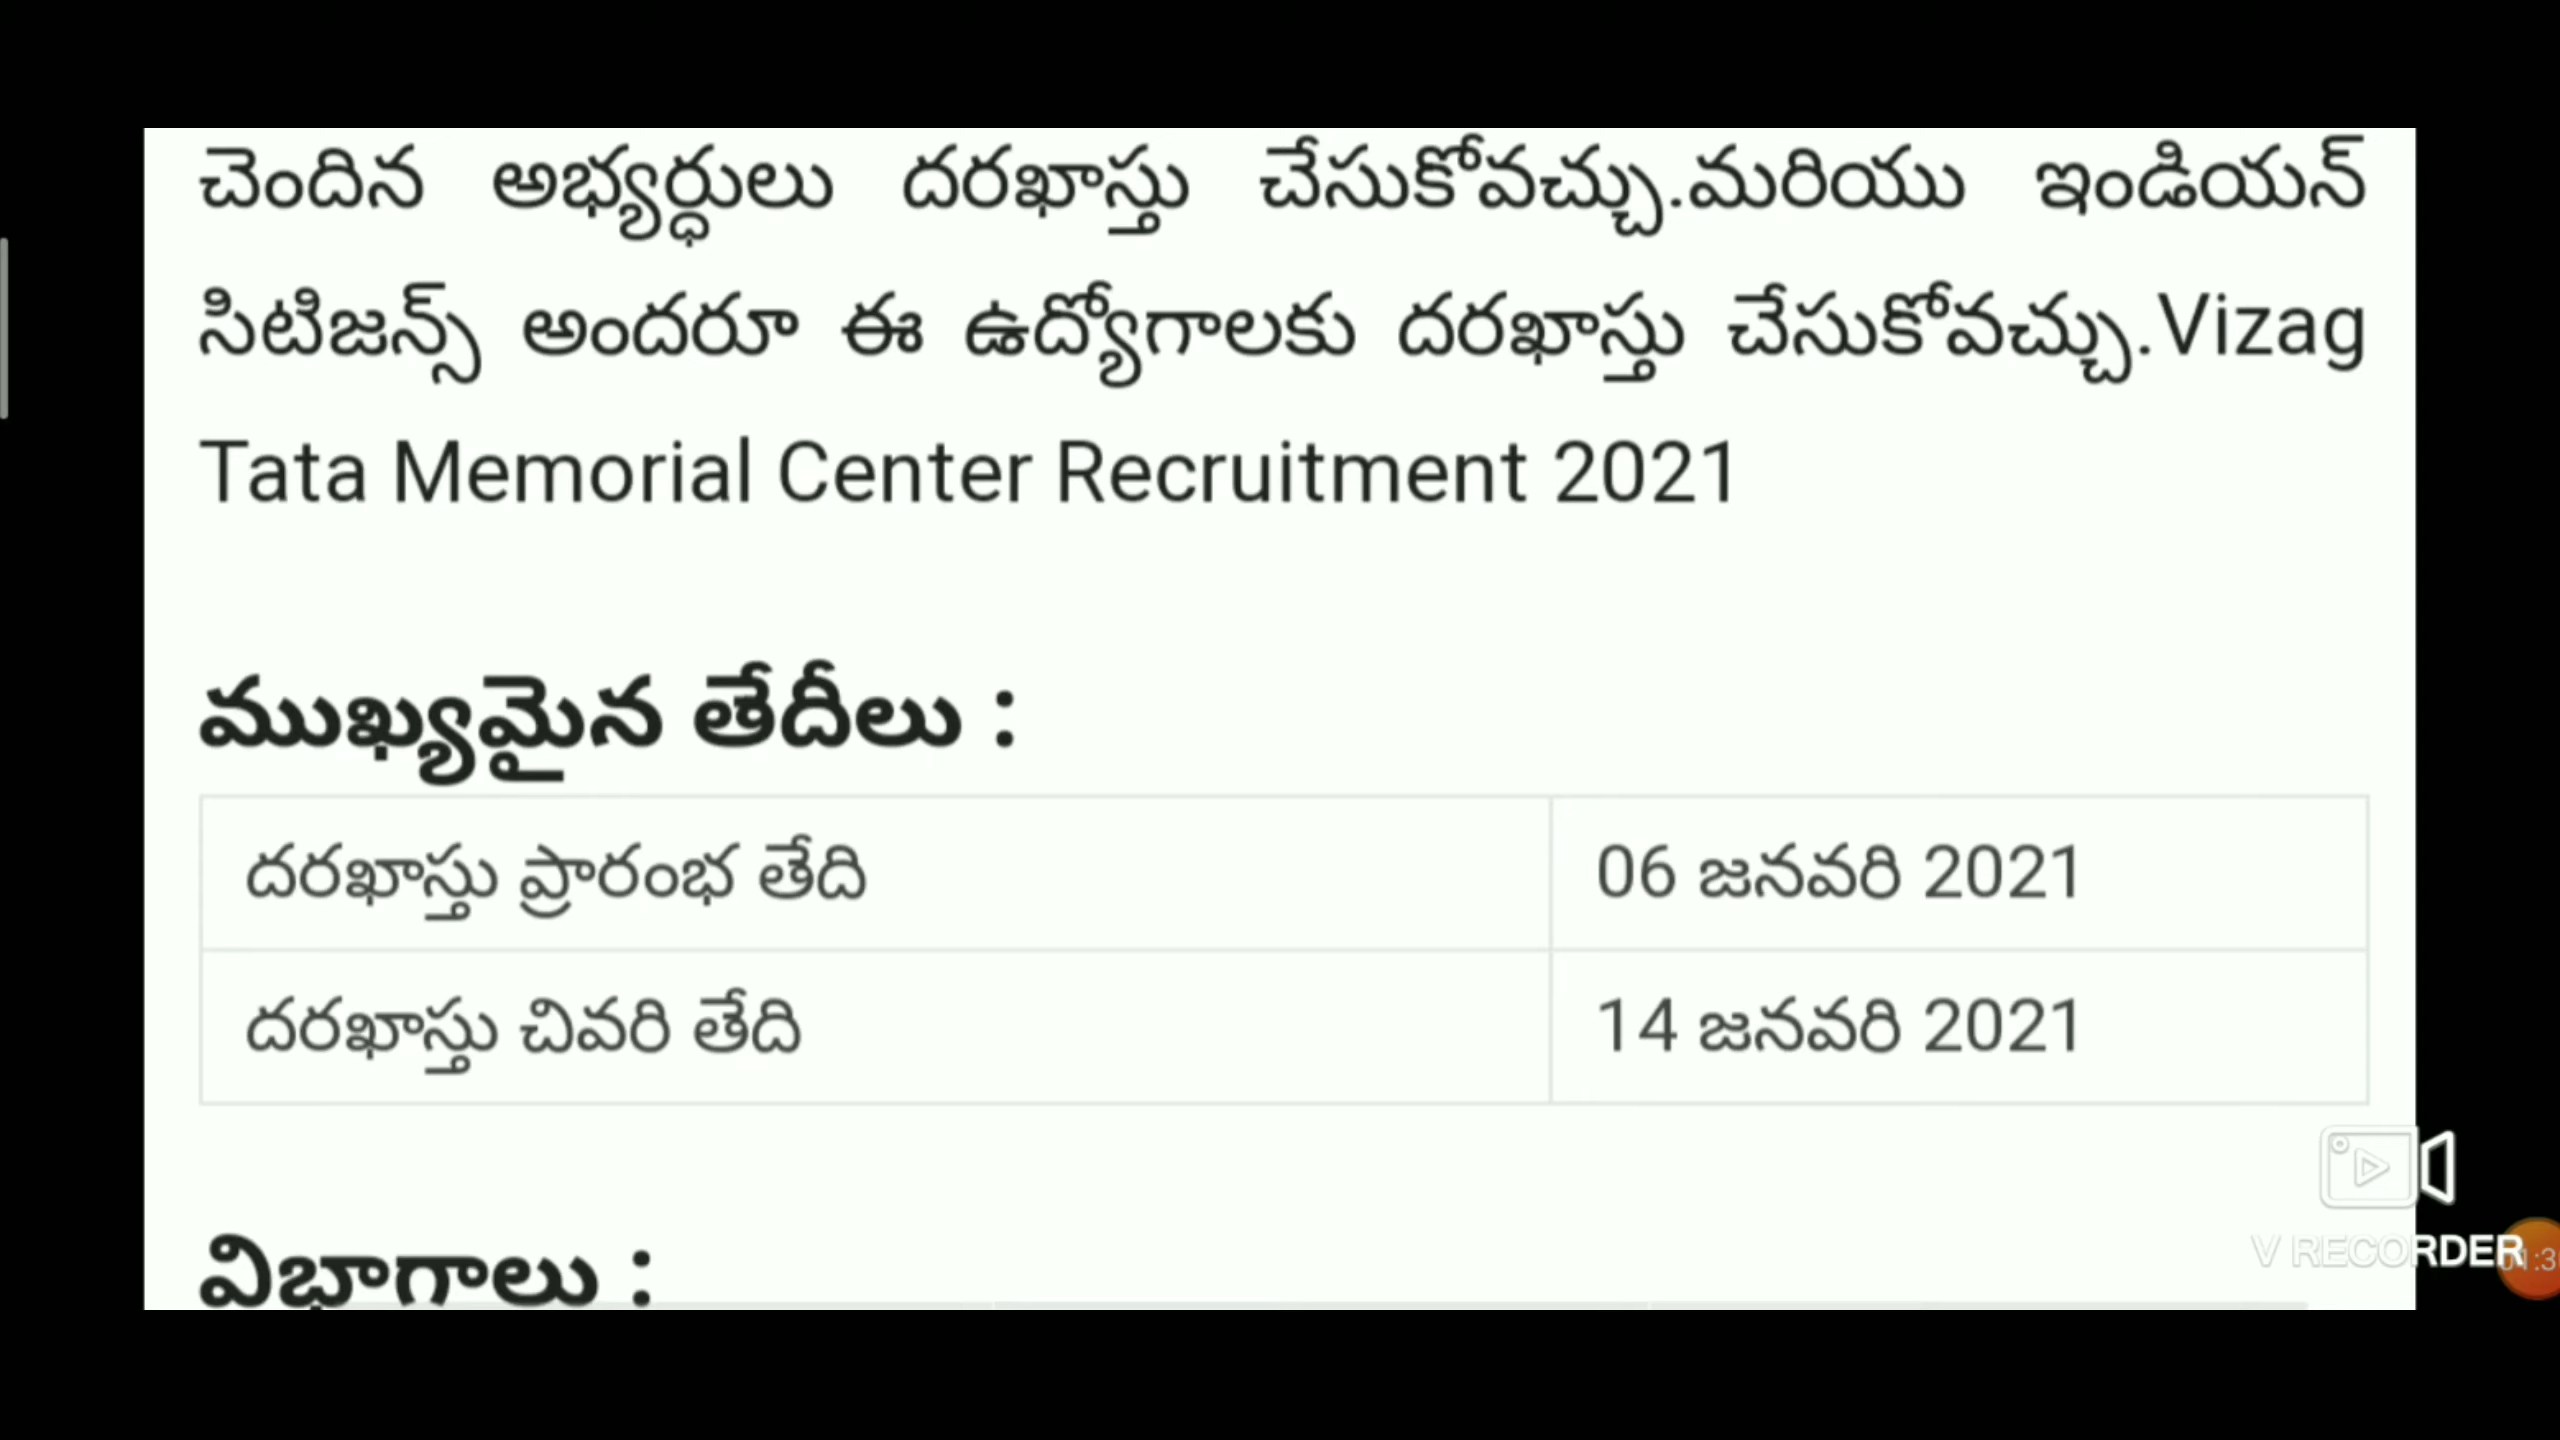 చెందిన అభ్యర్ధులు దరఖాస్తు చేసుకోవచ్చు.మరియు ఇండియన్
సిటిజన్స్ అందరూ ఈ ఉద్యోగాలకు దరఖాస్తు చేసుకోవచ్చు.Vizag
Tata Memorial Center Recruitment 2021
ముఖ్యమైన తేదీలు :
దరఖాస్తు ప్రారంభ తేది 06 జనవరి 2021
దరఖాస్తు చివరి తేది 14 జనవరి 2021
V RECORDER
విభాగాలు :